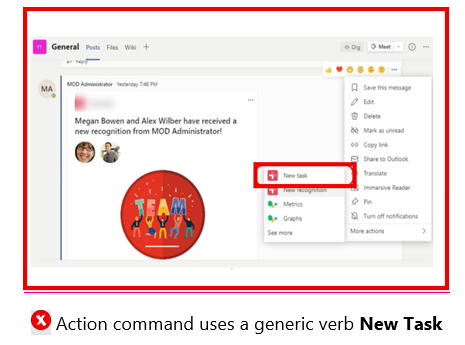 General Posts Files Wiki +
Org Meet
Reply
MA
MOD Administrator Yesterday 7:48 PM
Megan Bowen and Alex Wilber have received a
new recognition from MOD Administrator!
TEAM
Save this message
Edit
Delete
Mark as unread
Copy link
Share to Outlook
Translate
Immersive Reader
Pin
Turn off notifications
More actions
New task
New recognition
Metrics
Graphs
See more
Action command uses a generic verb New Task